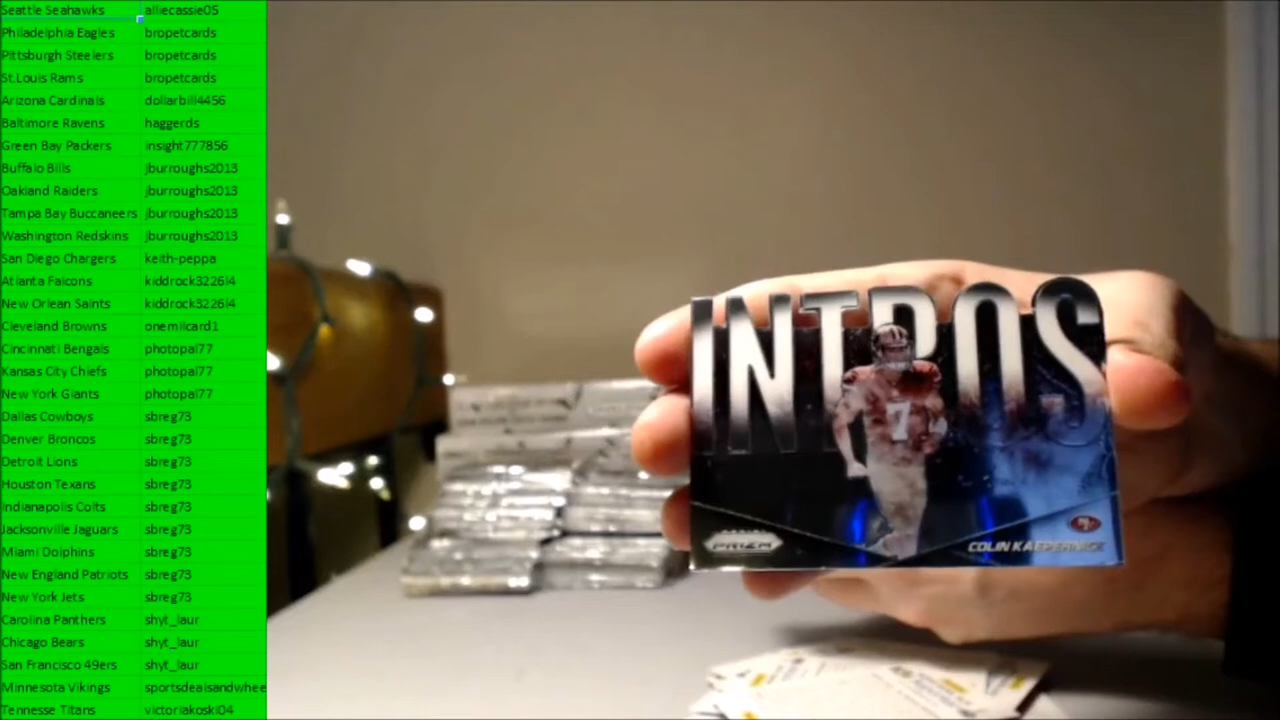 Seattle Seahawks alliecassie05
Philadelphia Eagles bropetcards
Pittsburgh Steelers bropetcards
St.Louis Rams bropetcards
Arizona Cardinals dollarbill4456
Baltimore Ravens haggerds
Green Bay Packers insight777856
Buffalo Bills jburroughs2013
Oakland Raiders jburroughs2013
Tampa Bay Buccaneers jburroughs2013
Washington Redskins jburroughs2013
San Diego Chargers keith-peppa
Atlanta Falcons kiddrock3226l4
New Orlean Saints kiddrock3226l4
Cleveland Browns onemilcard1
Cincinnati Bengals photopal77
Kansas City Chiefs photopal77
New York Giants photopal77
Dallas Cowboys sbreg73
Denver Broncos sbreg73
Detroit Lions sbreg73
Houston Texans sbreg73
Indianapolis Colts sbreg73
Jacksonville Jaguars sbreg73
Miami Dolphins sbreg73
New England Patriots sbreg73
New York Jets sbreg73
Carolina Panthers shyt_laur
Chicago Bears shyt_laur
San Francisco 49ers shyt_laur
Minnesota Vikings sportsdealsandwhee
Tennesse Titans victoriakoski04
INTROS
7
PRIZM
COLIN KAEPERNICK